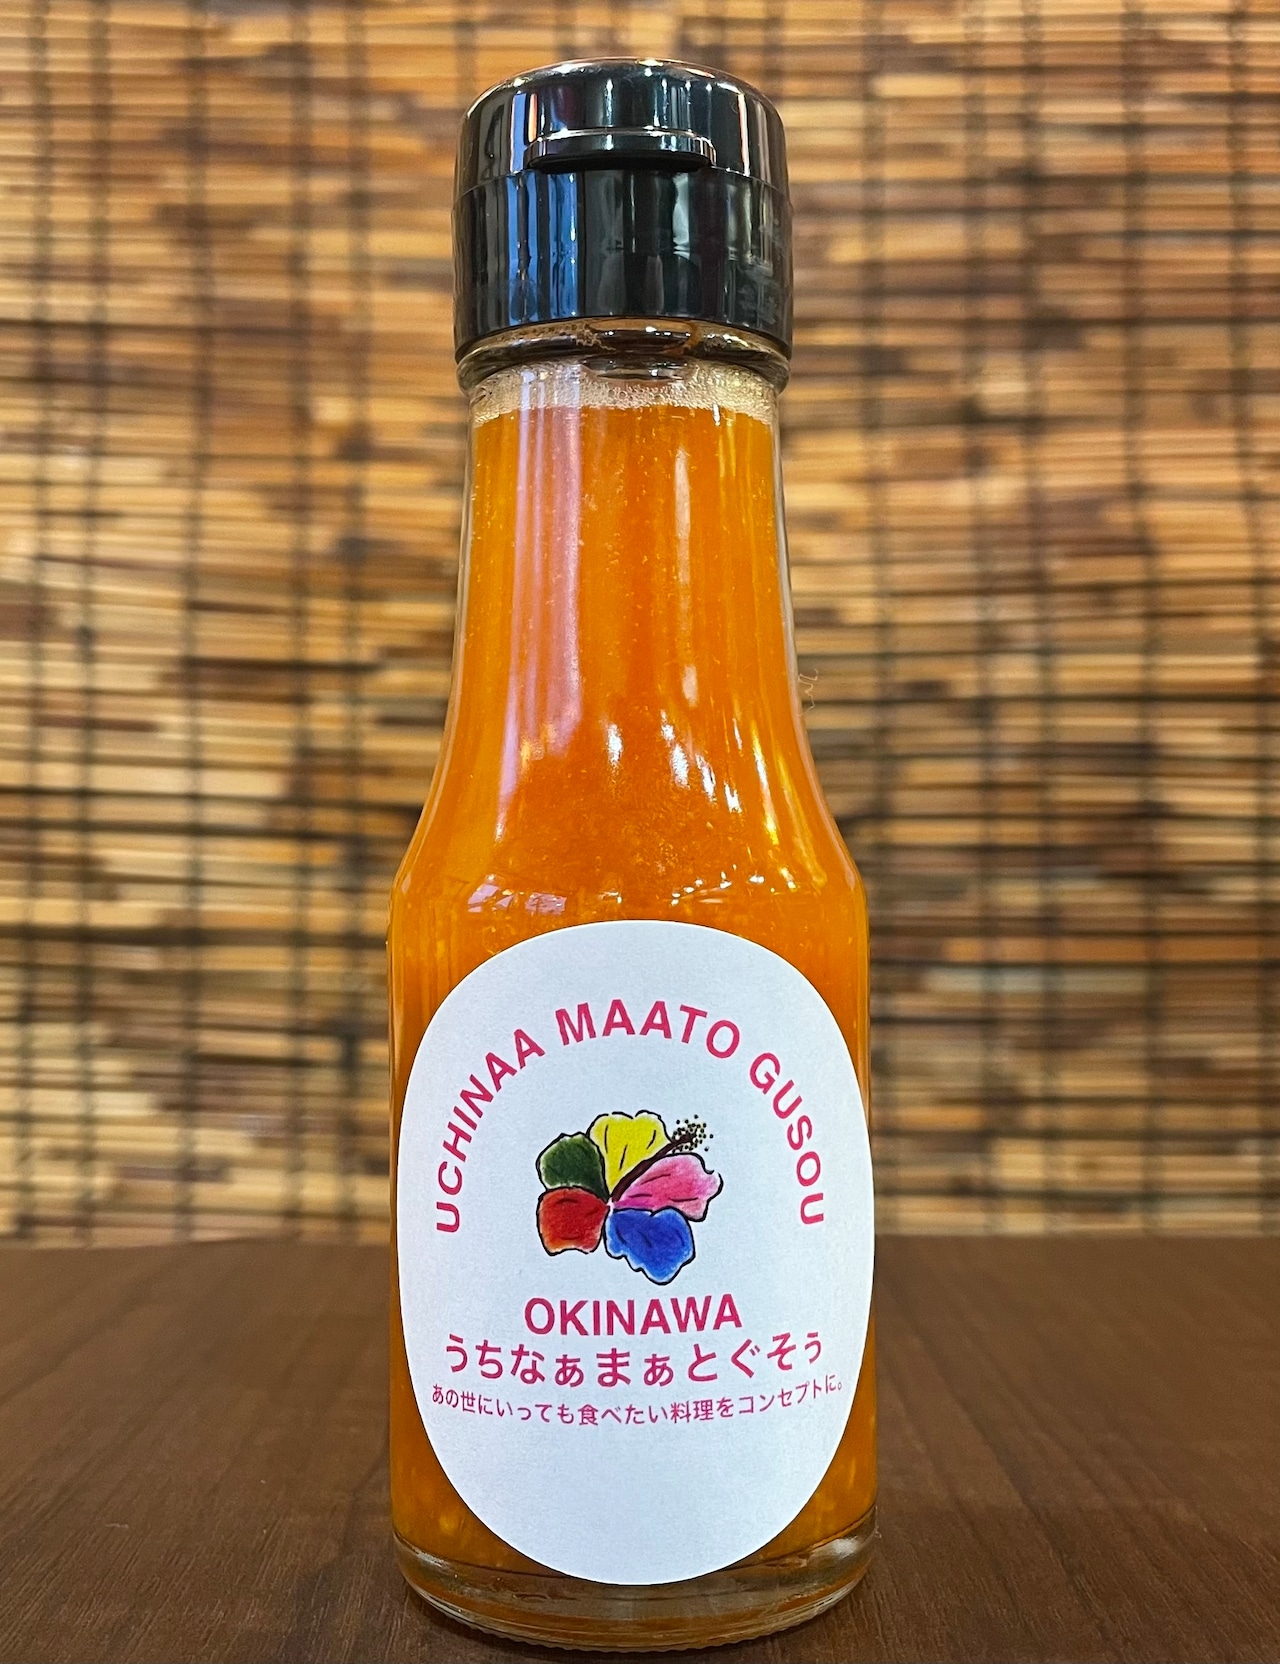 UCHINAA MAATO GUSOU
OKINAWA
うちなぁまぁとぐそぅ
あの世にいっても食べたい料理をコンセプトに。